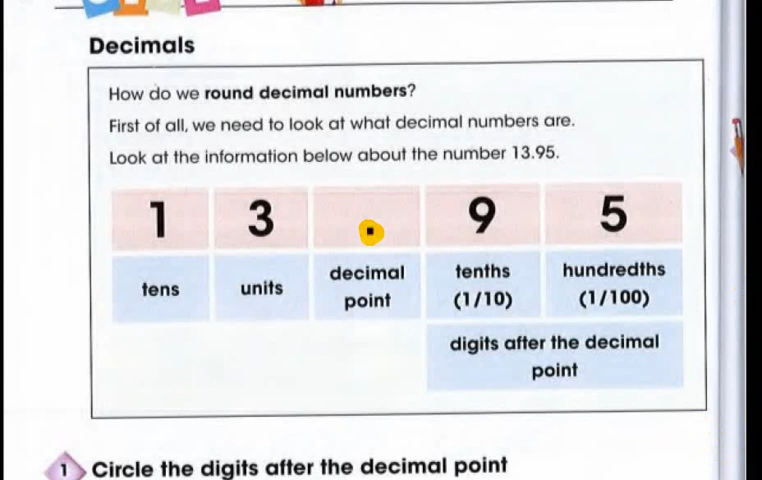 Decimals
How do we round decimal numbers?
First of all, we need to look at what decimal numbers are.
Look at the information below about the number 13.95.
1 3 . 9 5
tens units decimal point tenths (1/10) hundredths (1/100)
digits after the decimal point
1 Circle the digits after the decimal point